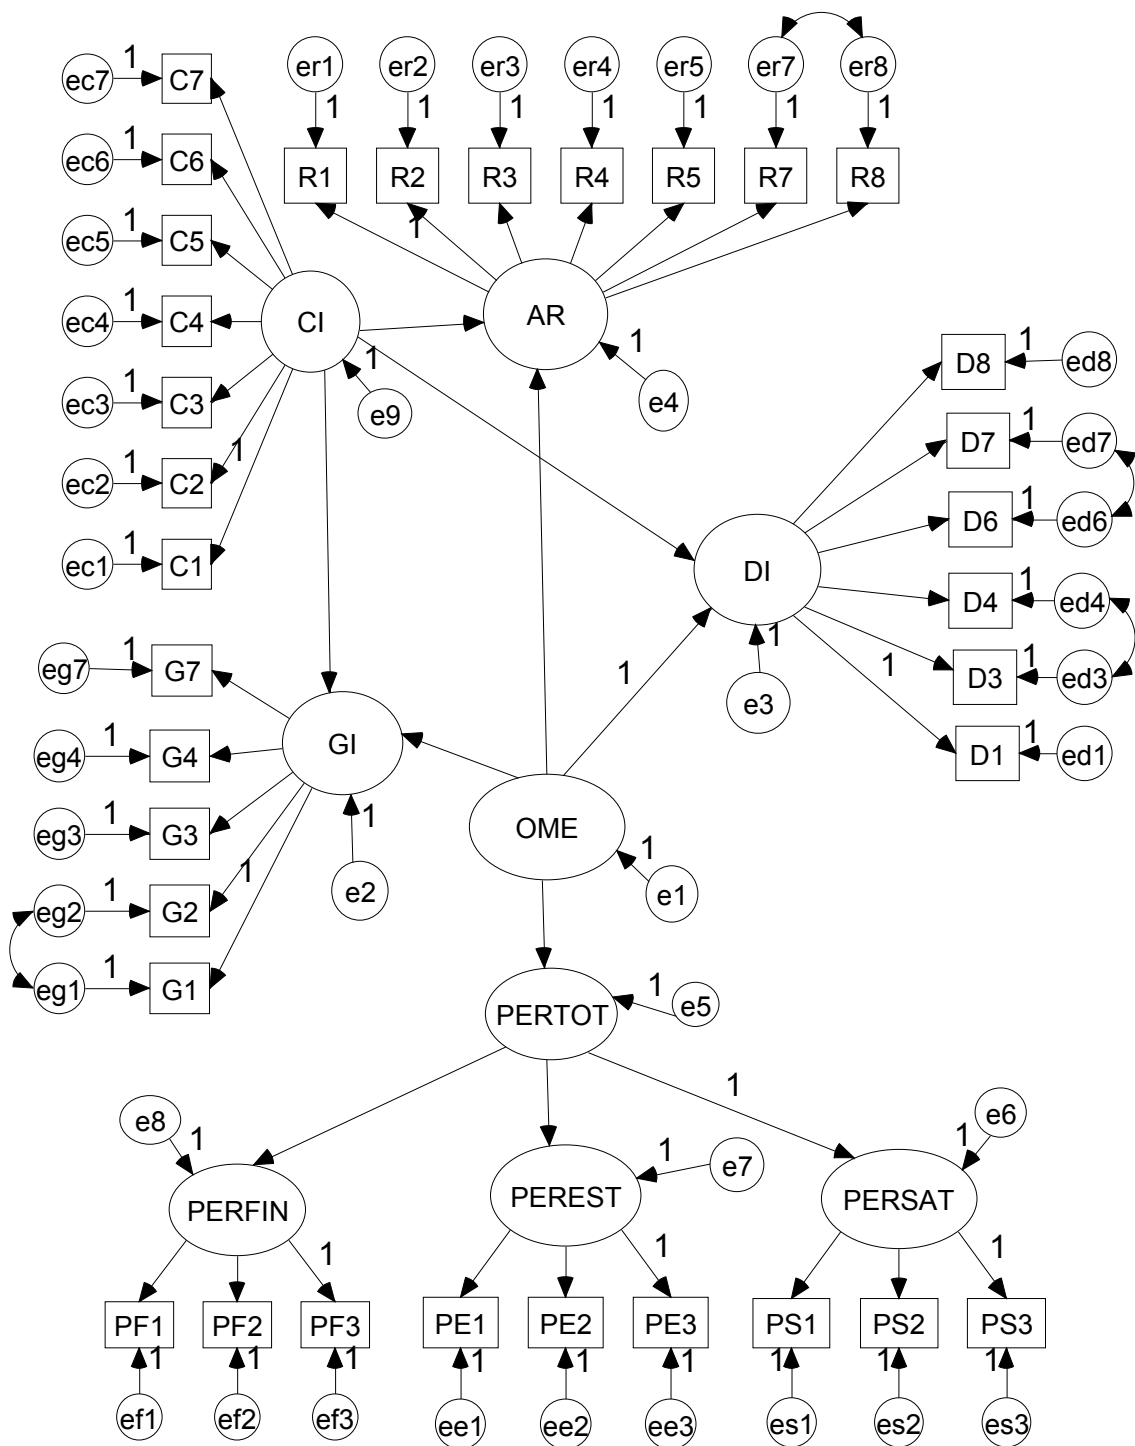 er1 er2 er3 er4 er5 er7 er8
1 1 1 1 1 1 1
R1 R2 R3 R4 R5 R7 R8
1
ec7 1 C7
ec6 1 C6
ec5 1 C5
ec4 1 C4
ec3 1 C3
ec2 1 C2
1
ec1 1 C1
CI
1
e9
AR
1
e4
D8 1 ed8
D7 1 ed7
D6 1 ed6
D4 1 ed4
D3 1 ed3
D1 1 ed1
DI
1
1
e3
1
eg7 1 G7
eg4 1 G4
eg3 1 G3
eg2 1 G2
1
eg1 1 G1
GI
1
e2
OME
1
e1
PERTOT
1
e5
1
e8
1
PERFIN
1
PEREST
1
e7
1
PERSAT
1
e6
1
PF1 PF2 PF3 PE1 PE2 PE3 PS1 PS2 PS3
1 1 1 1 1 1 1 1 1
ef1 ef2 ef3 ee1 ee2 ee3 es1 es2 es3